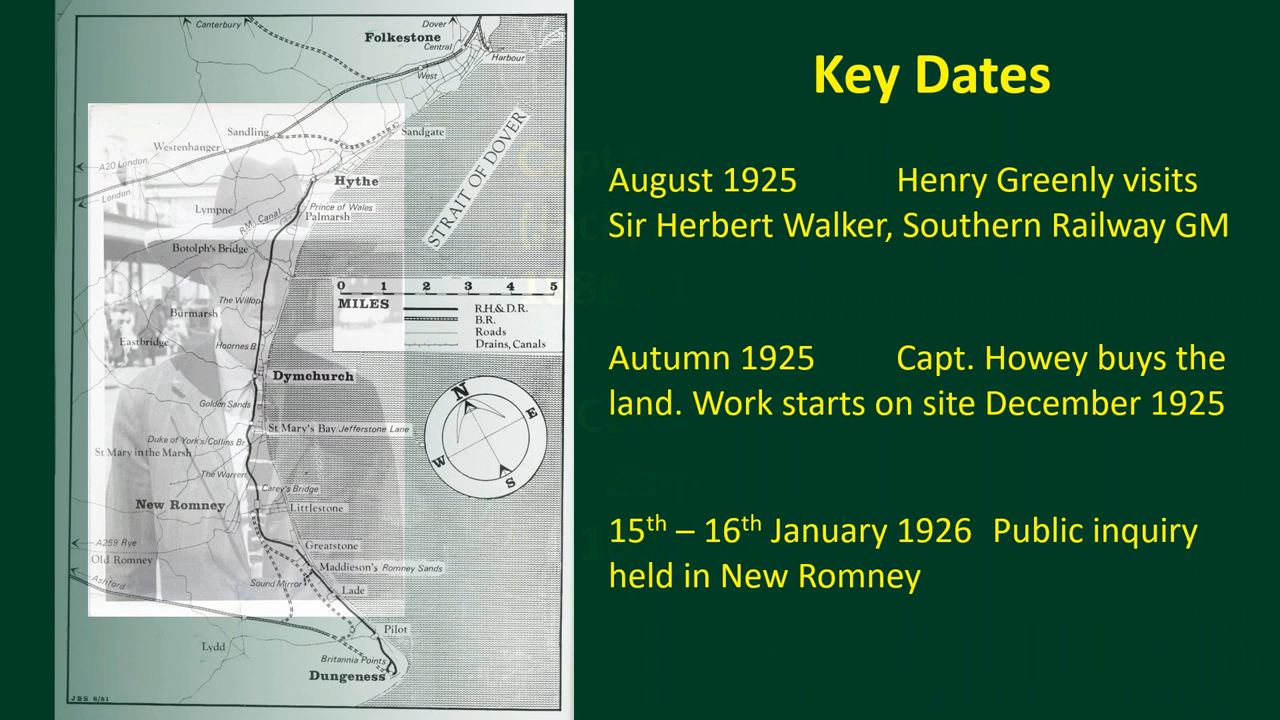 Canterbury
Dover
Folkestone
Central
Harbour
West
Sandling
Sandgate
Westenhanger
A20 London
London
Hythe
Lympne
R.M. Canal
Prince of Wales
Palmarsh
STRAIT OF DOVER
Botolph's Bridge
0 1 2 3 4 5
MILES
R.H.& D.R.
B.R.
Roads
Drains, Canals
The Willop
Burmarsh
Eastbridge
Hoornes B.
Dymchurch
Golden Sands
St Mary's Bay/Jefferstone Lane
N
E
S
W
Duke of York's/Collins Br.
St Mary in the Marsh
The Warren
Carey's Bridge
New Romney
Littlestone
A259 Rye
Greatstone
Old Romney
Maddieson's Romney Sands
Ashford
Sound Mirror
Lade
Pilot
Lydd
Britannia Points
Dungeness
JBS 6/81
Key Dates
August 1925 Henry Greenly visits
Sir Herbert Walker, Southern Railway GM
Autumn 1925 Capt. Howey buys the
land. Work starts on site December 1925
15th – 16th January 1926 Public inquiry
held in New Romney